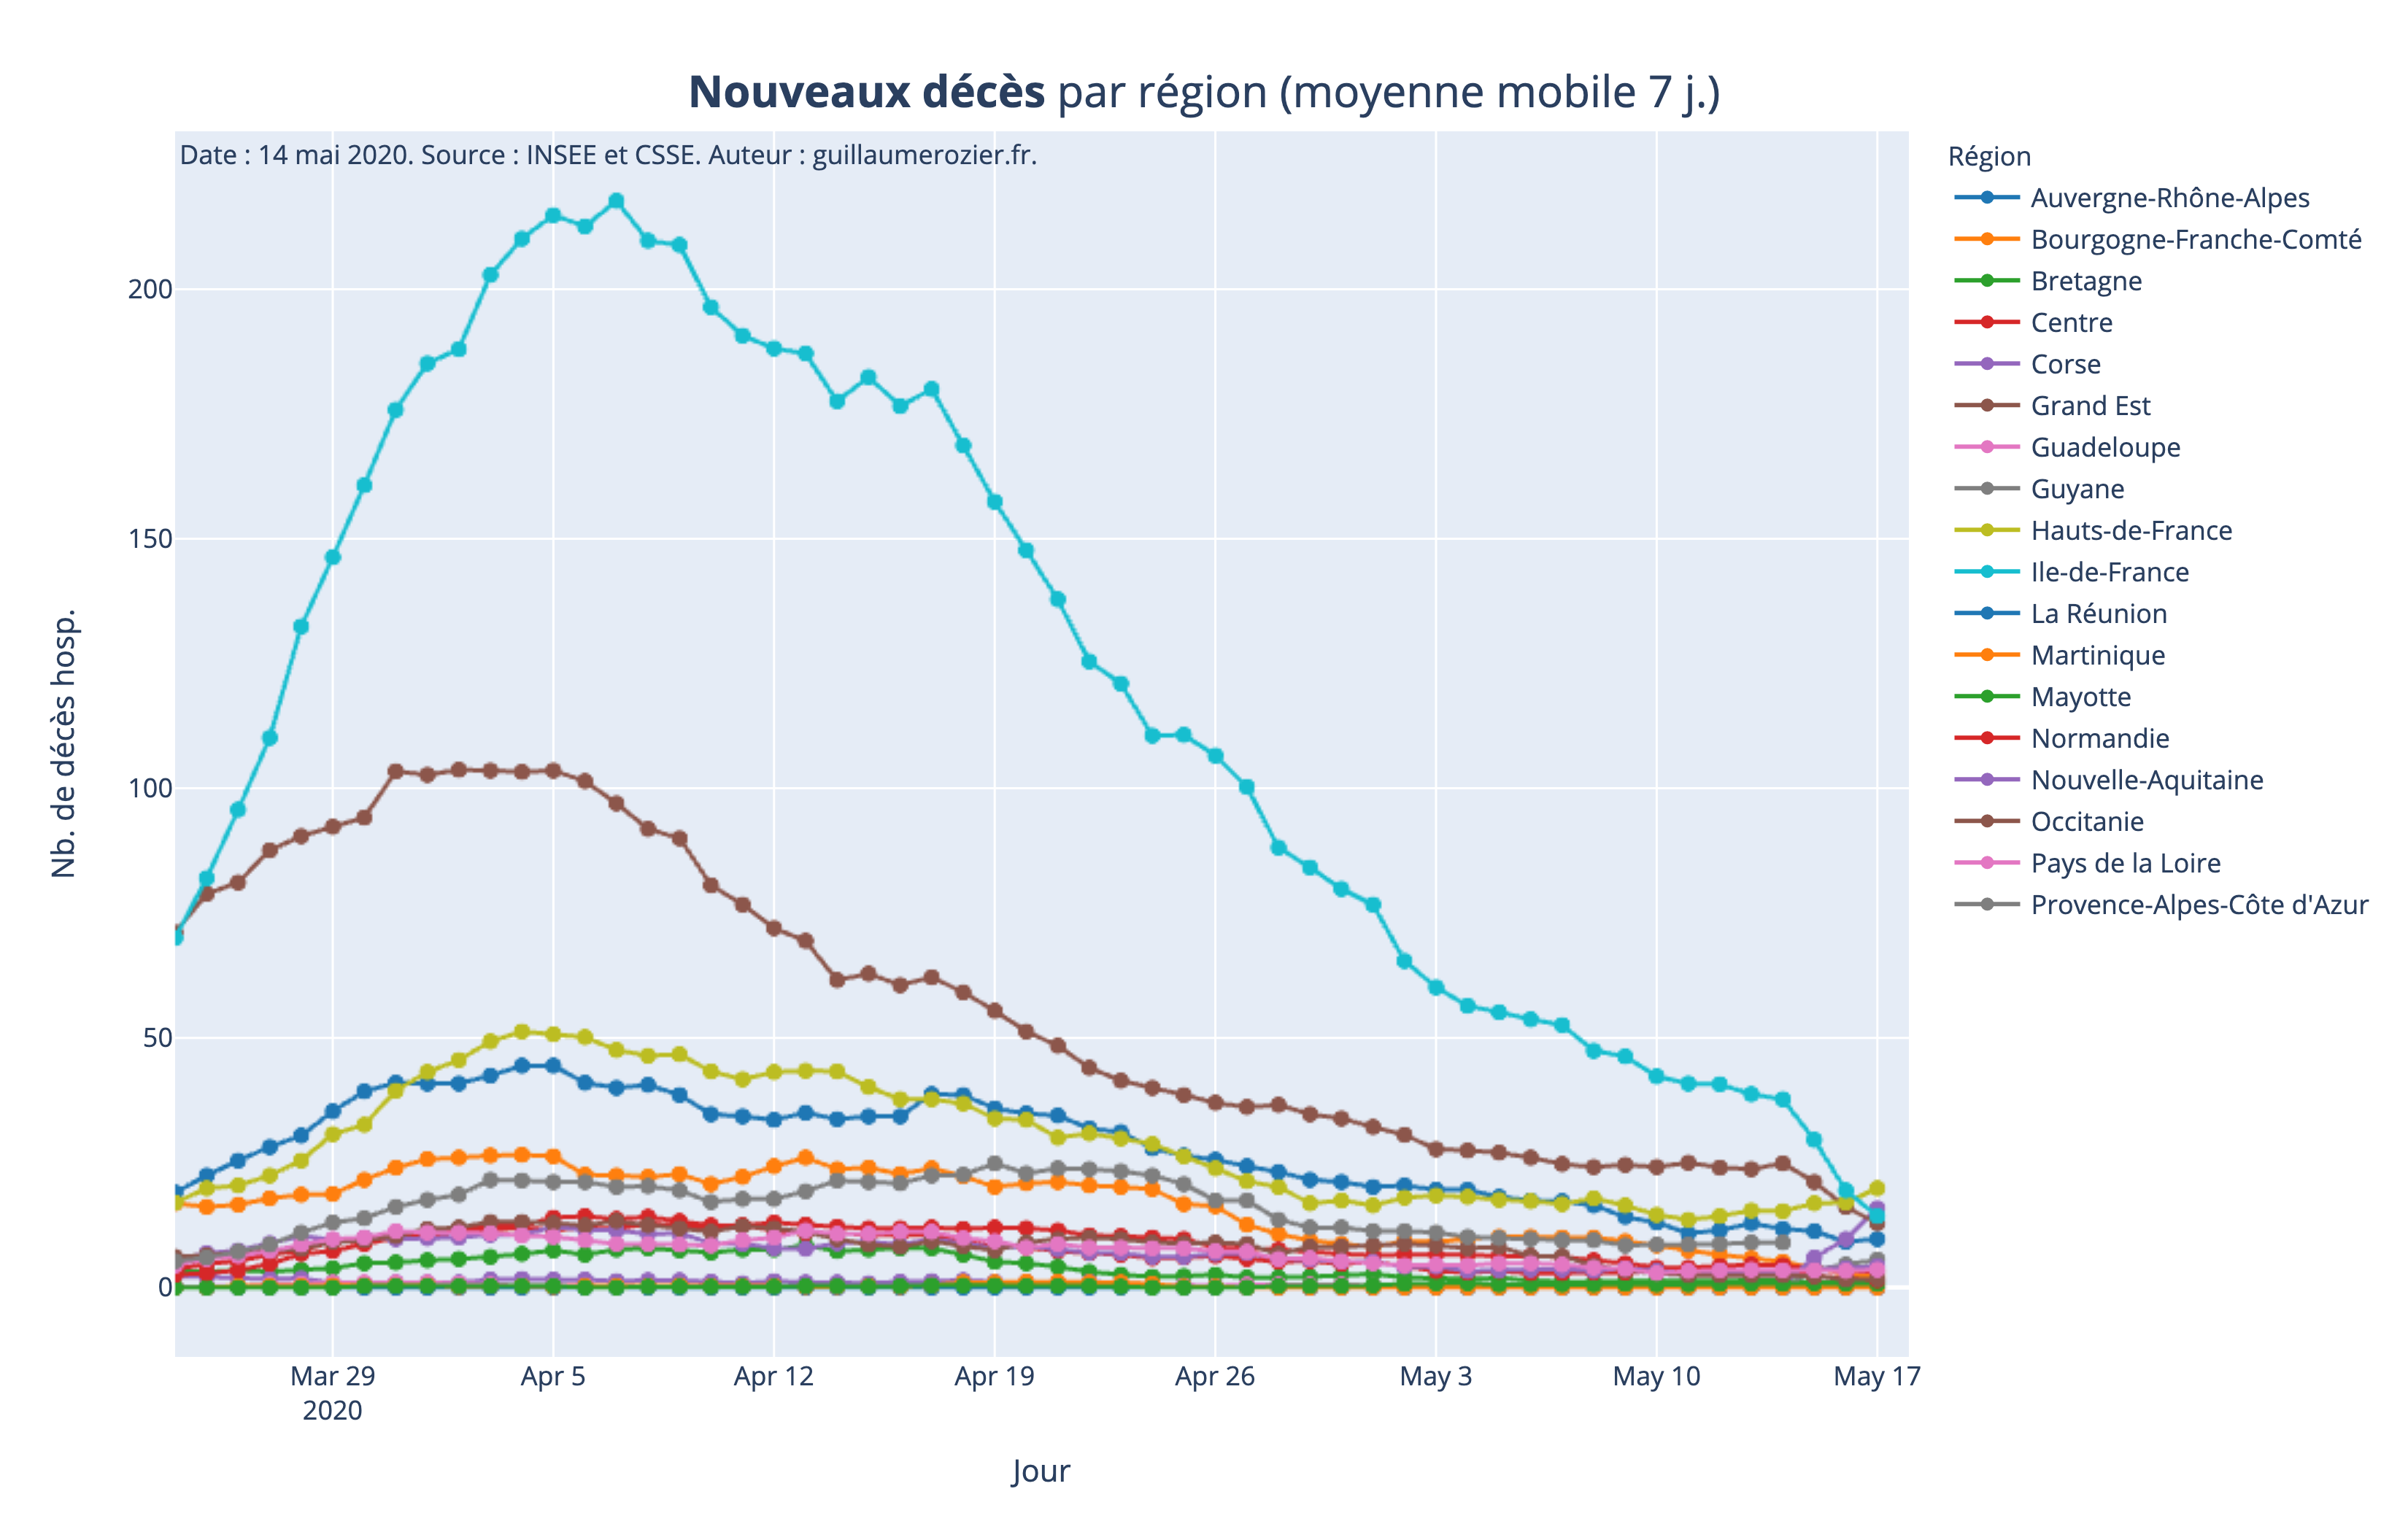 Nouveaux décès par région (moyenne mobile 7 j.)
Date : 14 mai 2020. Source : INSEE et CSSE. Auteur : guillaumerozier.fr.
Nb. de décès hosp.
200
150
100
50
0
Mar 29
2020
Apr 5
Apr 12
Apr 19
Apr 26
May 3
May 10
May 17
Jour
Région
Auvergne-Rhône-Alpes
Bourgogne-Franche-Comté
Bretagne
Centre
Corse
Grand Est
Guadeloupe
Guyane
Hauts-de-France
Ile-de-France
La Réunion
Martinique
Mayotte
Normandie
Nouvelle-Aquitaine
Occitanie
Pays de la Loire
Provence-Alpes-Côte d'Azur